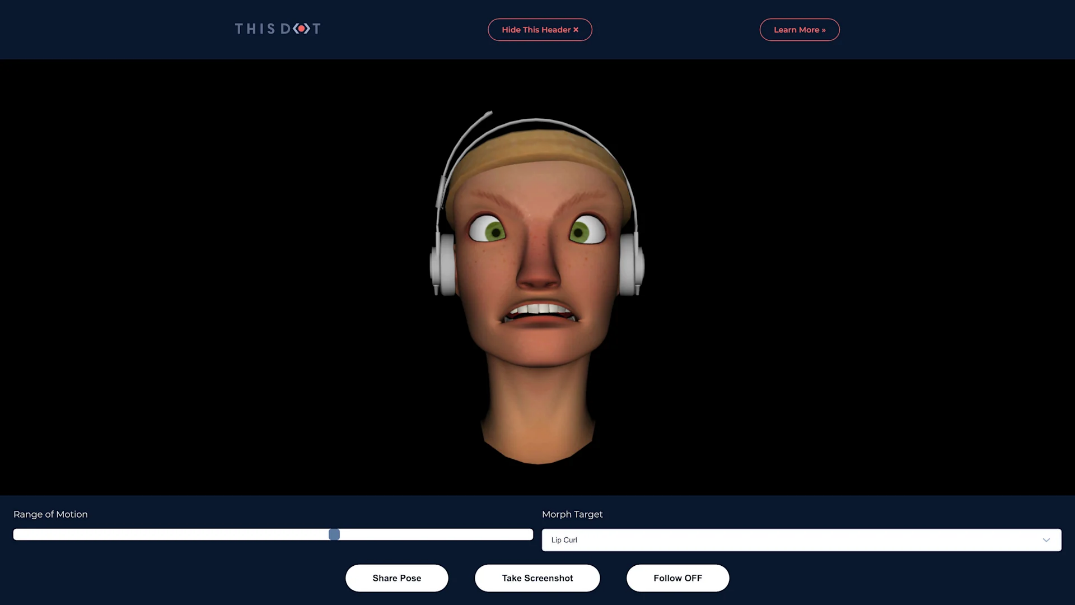 THIS DOT
Hide This Header ×
Learn More »
Range of Motion
Morph Target
Lip Curl
Share Pose
Take Screenshot
Follow OFF